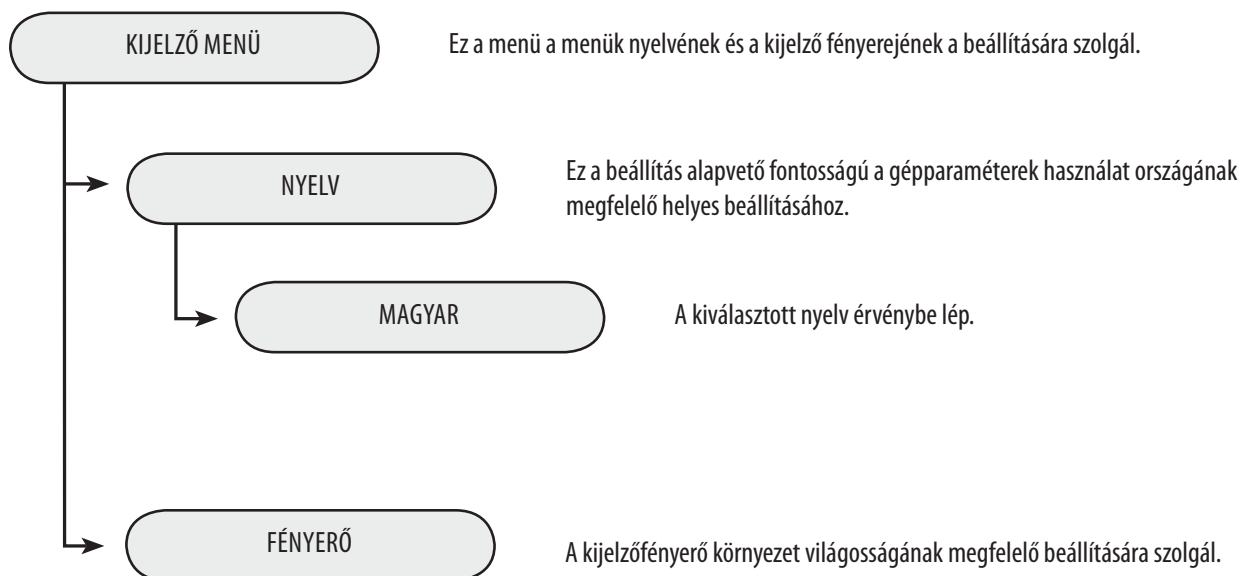 KIJELZŐ MENÜ
Ez a menü a menük nyelvének és a kijelző fényerejének a beállítására szolgál.
NYELV
Ez a beállítás alapvető fontosságú a gépparaméterek használat országának
megfelelő helyes beállításához.
MAGYAR
A kiválasztott nyelv érvénybe lép.
FÉNYERŐ
A kijelzőfényerő környezet világosságának megfelelő beállítására szolgál.